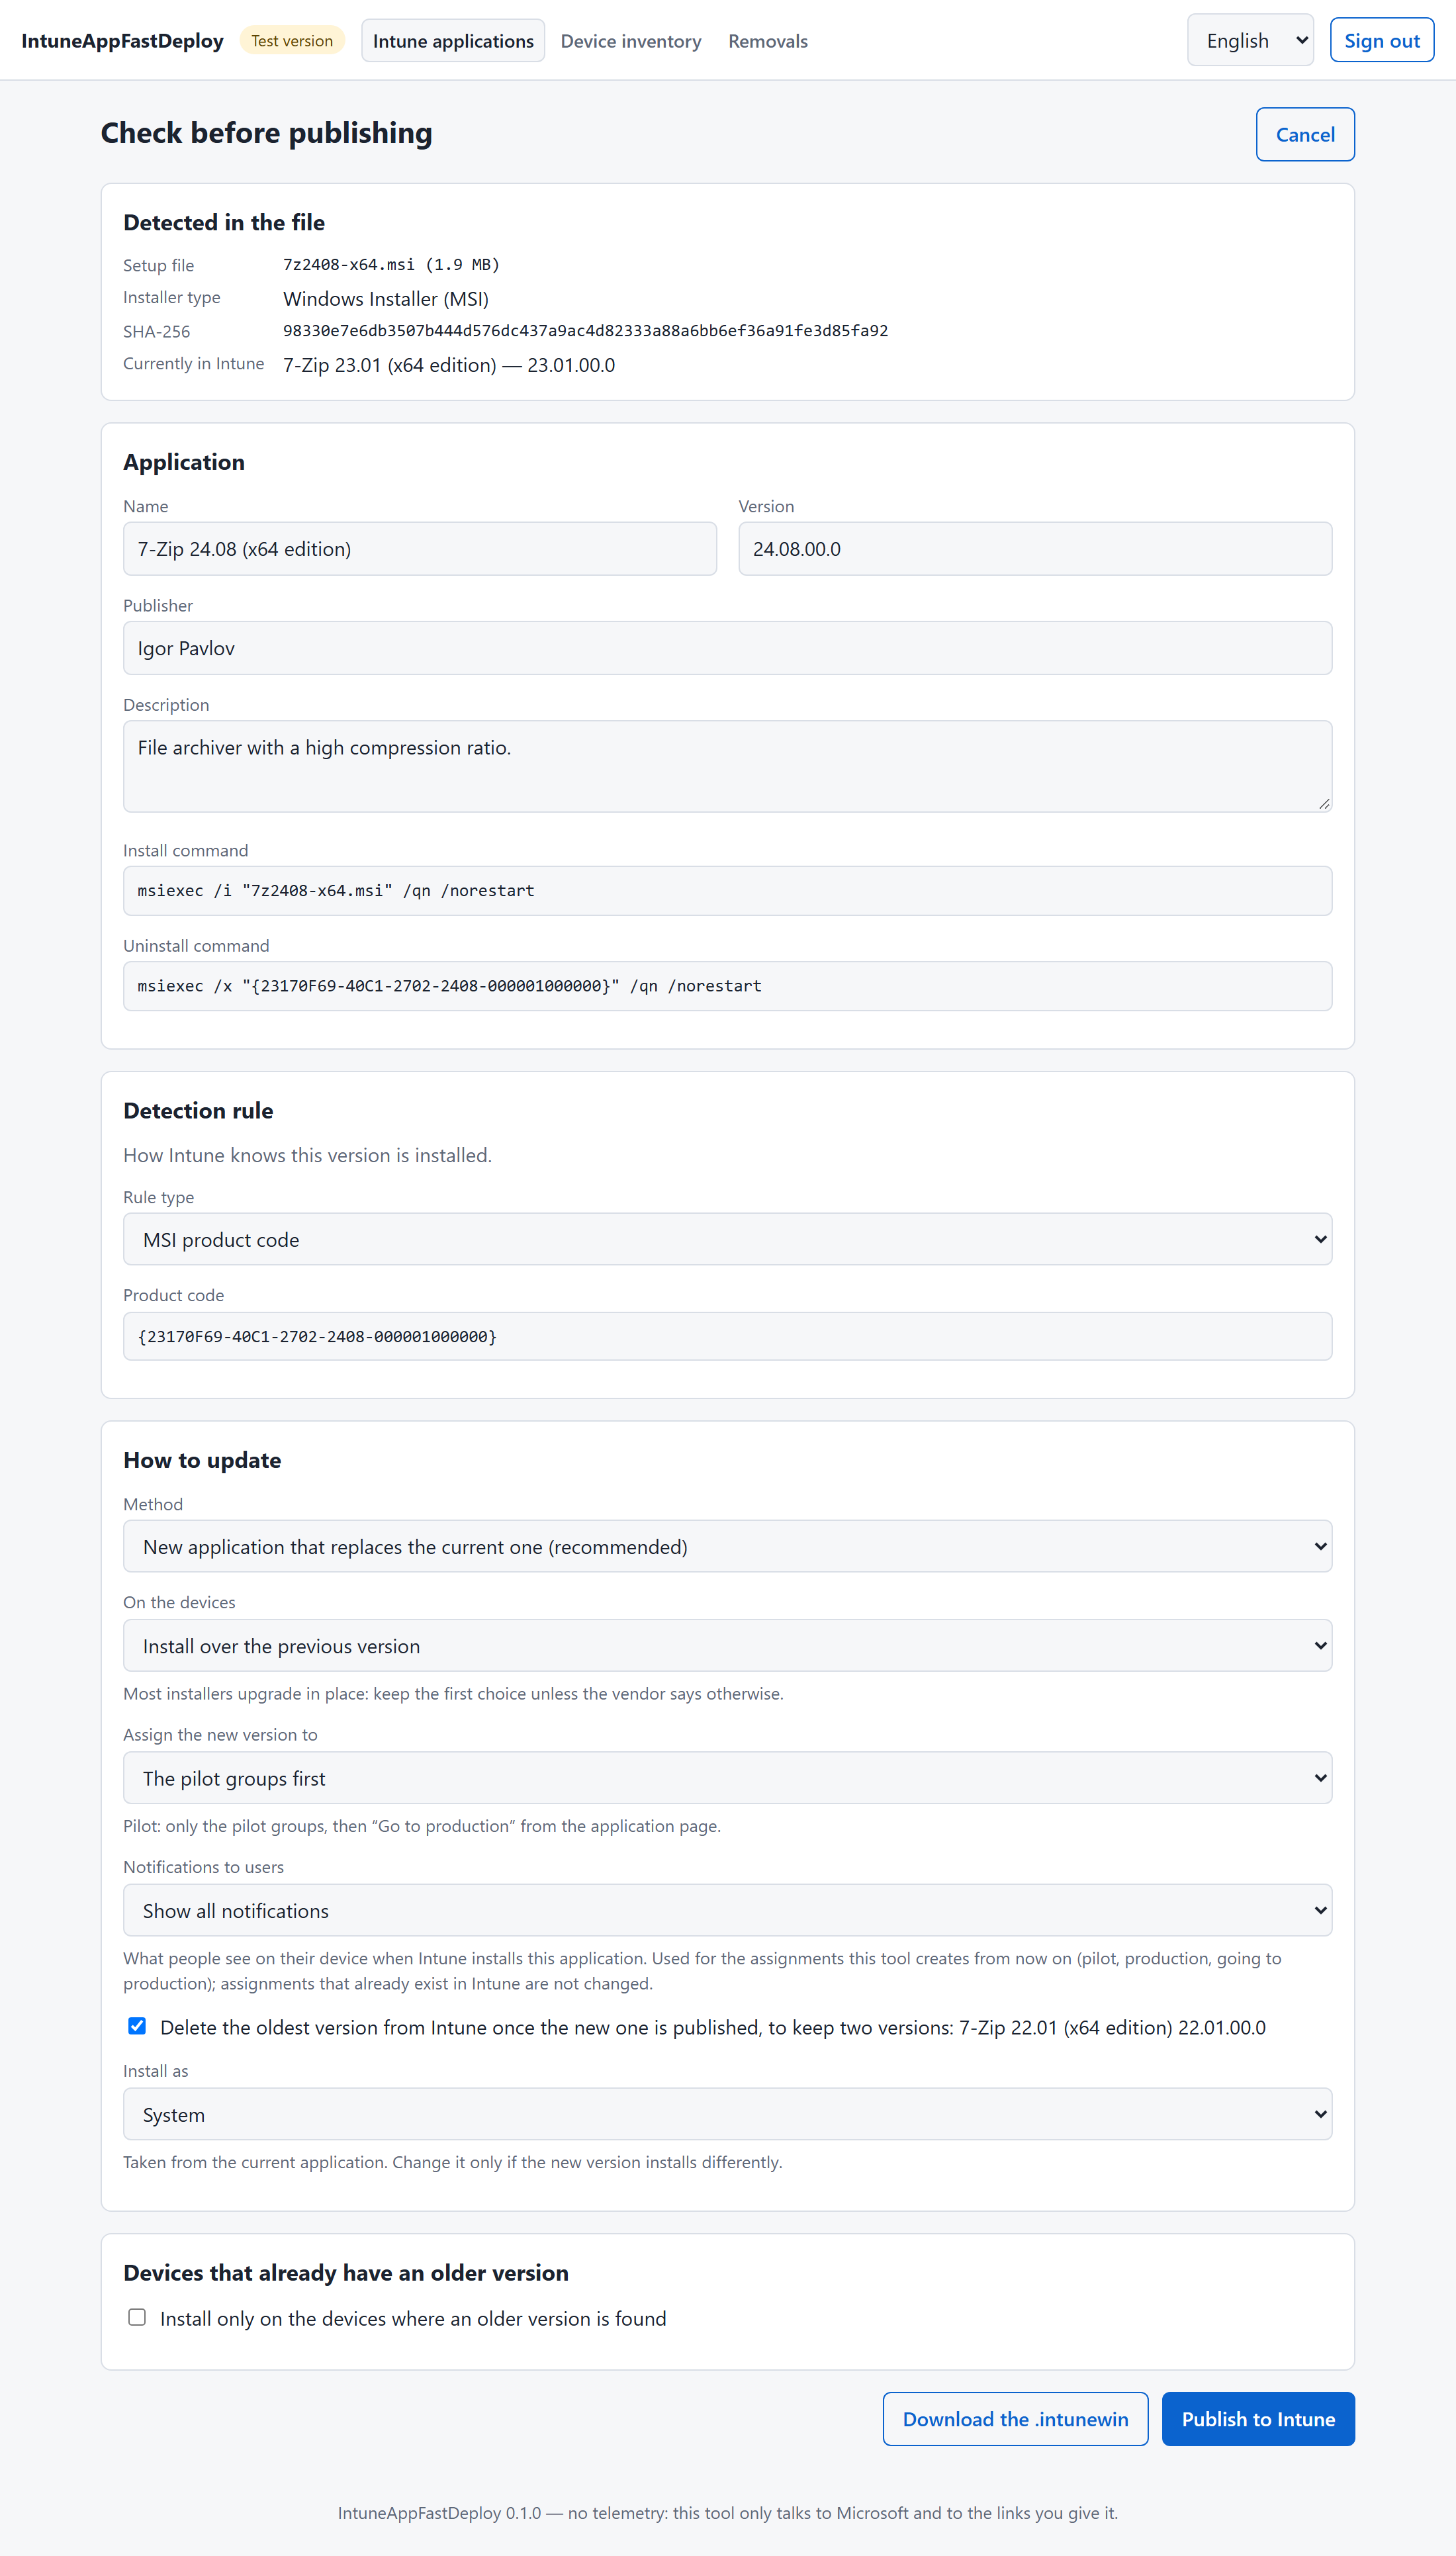 IntuneAppFastDeploy
Test version
Intune applications
Device inventory
Removals
English
Sign out
Check before publishing
Cancel
Detected in the file
Setup file
7z2408-x64.msi (1.9 MB)
Installer type
Windows Installer (MSI)
SHA-256
98330e7e6db3507b444d576dc437a9ac4d82333a88a6bb6ef36a91fe3d85fa92
Currently in Intune
7-Zip 23.01 (x64 edition) — 23.01.00.0
Application
Name
Version
7-Zip 24.08 (x64 edition)
24.08.00.0
Publisher
Igor Pavlov
Description
File archiver with a high compression ratio.
Install command
msiexec /i "7z2408-x64.msi" /qn /norestart
Uninstall command
msiexec /x "{23170F69-40C1-2702-2408-000001000000}" /qn /norestart
Detection rule
How Intune knows this version is installed.
Rule type
MSI product code
Product code
{23170F69-40C1-2702-2408-000001000000}
How to update
Method
New application that replaces the current one (recommended)
On the devices
Install over the previous version
Most installers upgrade in place: keep the first choice unless the vendor says otherwise.
Assign the new version to
The pilot groups first
Pilot: only the pilot groups, then “Go to production” from the application page.
Notifications to users
Show all notifications
What people see on their device when Intune installs this application. Used for the assignments this tool creates from now on (pilot, production, going to
production); assignments that already exist in Intune are not changed.
Delete the oldest version from Intune once the new one is published, to keep two versions: 7-Zip 22.01 (x64 edition) 22.01.00.0
Install as
System
Taken from the current application. Change it only if the new version installs differently.
Devices that already have an older version
Install only on the devices where an older version is found
Download the .intunewin
Publish to Intune
IntuneAppFastDeploy 0.1.0 — no telemetry: this tool only talks to Microsoft and to the links you give it.